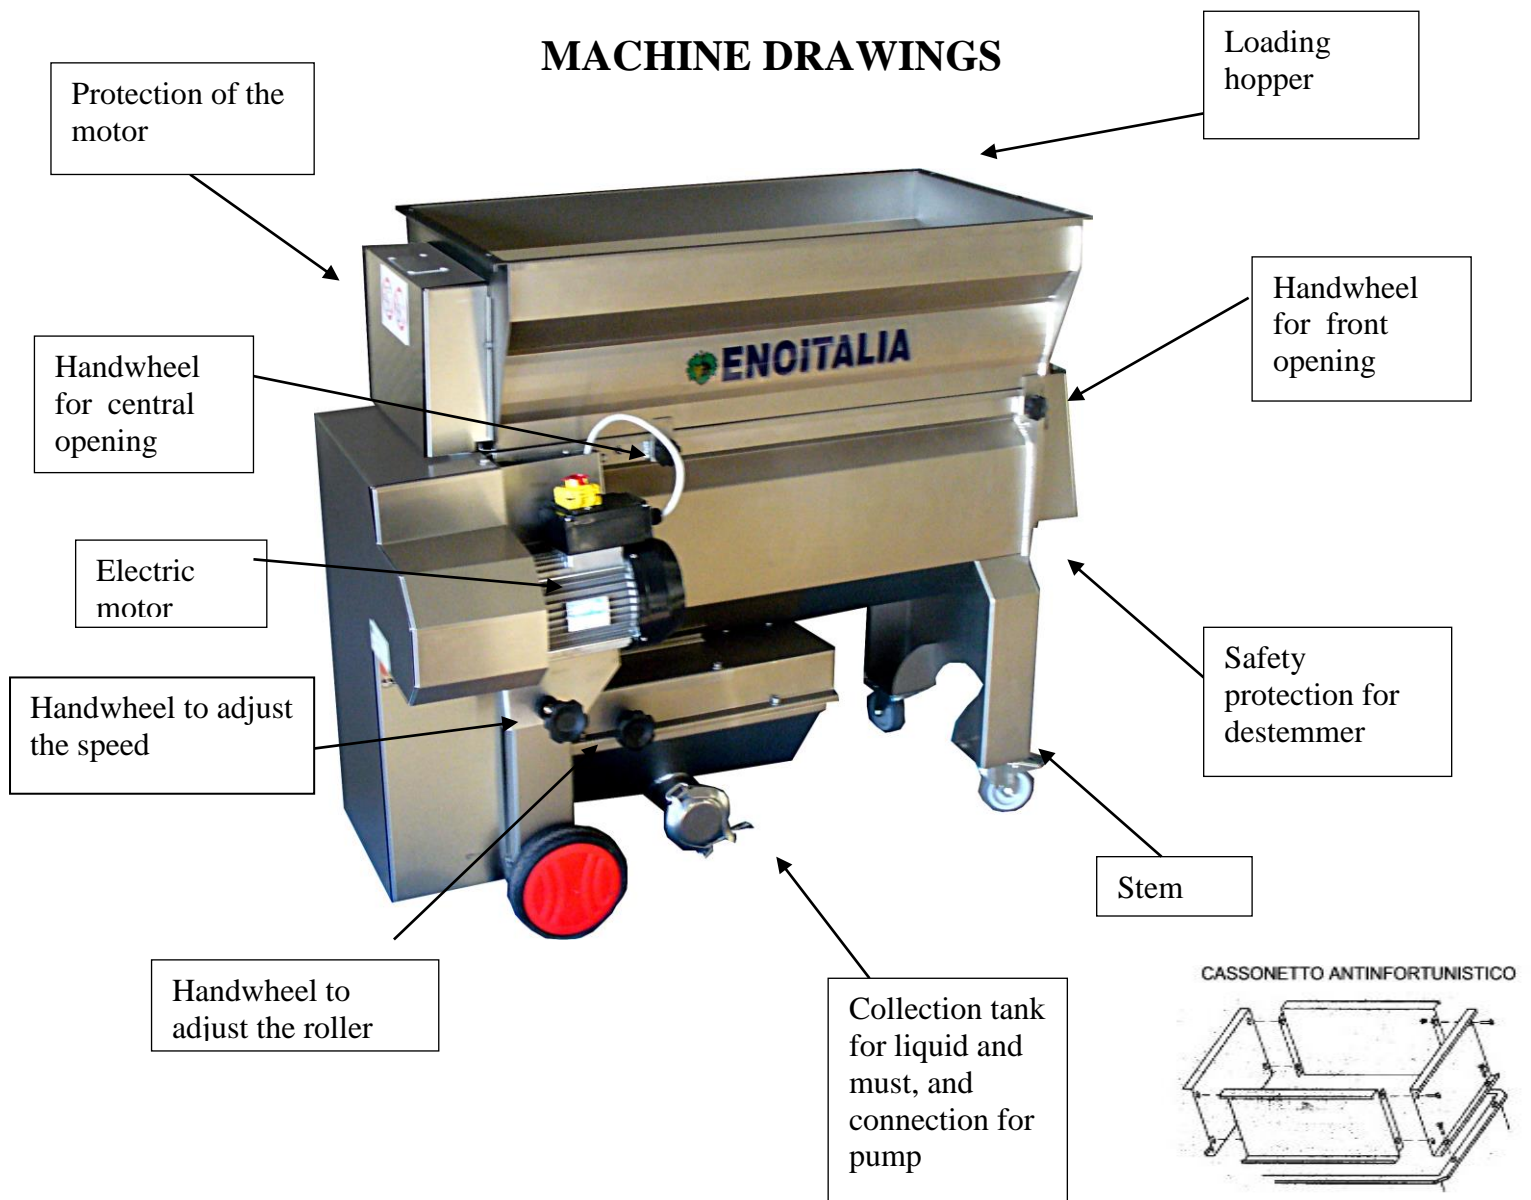 MACHINE DRAWINGS
Loading
hopper
Protection of the
motor
Handwheel
for front
opening
Handwheel
for central
opening
ENOITALIA
Electric
motor
Safety
protection for
destemmer
Handwheel to adjust
the speed
Stem
Handwheel to
adjust the roller
Collection tank
for liquid and
must, and
connection for
pump
CASSONETTO ANTINFORTUNISTICO